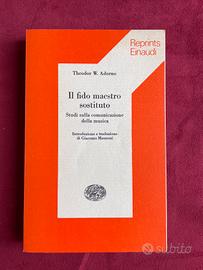 Reprints
Einaudi
Theodor W. Adorno
Il fido maestro
sostituto
Studi sulla comunicazione
della musica
Introduzione e traduzione
di Giacomo Manzoni
subito